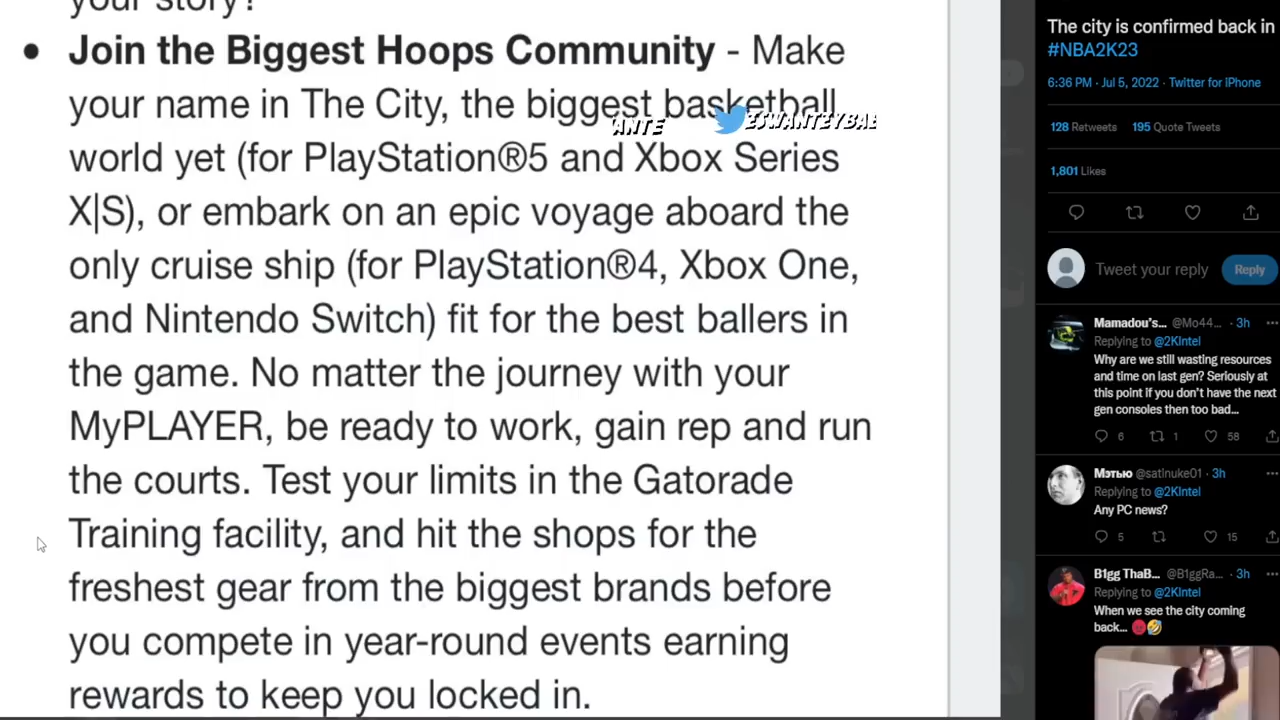 your story?
• Join the Biggest Hoops Community - Make
your name in The City, the biggest basketball
world yet (for PlayStation®5 and Xbox Series
X|S), or embark on an epic voyage aboard the
only cruise ship (for PlayStation®4, Xbox One,
and Nintendo Switch) fit for the best ballers in
the game. No matter the journey with your
MyPLAYER, be ready to work, gain rep and run
the courts. Test your limits in the Gatorade
Training facility, and hit the shops for the
freshest gear from the biggest brands before
you compete in year-round events earning
rewards to keep you locked in.
The city is confirmed back in
#NBA2K23
6:36 PM · Jul 5, 2022 · Twitter for iPhone
128 Retweets 195 Quote Tweets
1,801 Likes
Tweet your reply Reply
Mamadou's... @Mo44... · 3h
Replying to @2KIntel
Why are we still wasting resources
and time on last gen? Seriously at
this point if you don't have the next
gen consoles then too bad...
6 1 58
Мэтью @satinuke01 · 3h
Replying to @2KIntel
Any PC news?
5 15
B1gg ThaB... @B1ggRa... · 3h
Replying to @2KIntel
When we see the city coming
back...